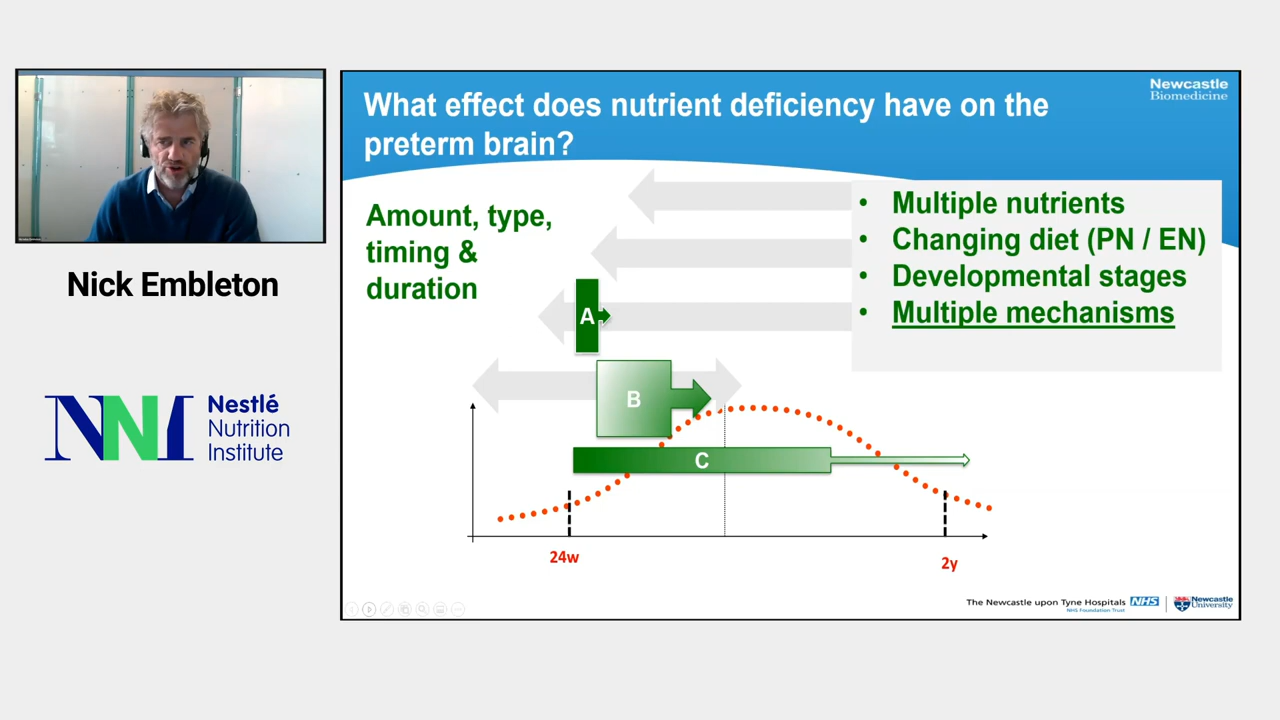 What effect does nutrient deficiency have on the
preterm brain?
Newcastle
Biomedicine
Amount, type,
timing &
duration
• Multiple nutrients
• Changing diet (PN / EN)
• Developmental stages
• Multiple mechanisms
A
B
C
24w
2y
Nick Embleton
NNI
Nestlé
Nutrition
Institute
The Newcastle upon Tyne Hospitals NHS
NHS Foundation Trust
Newcastle
University